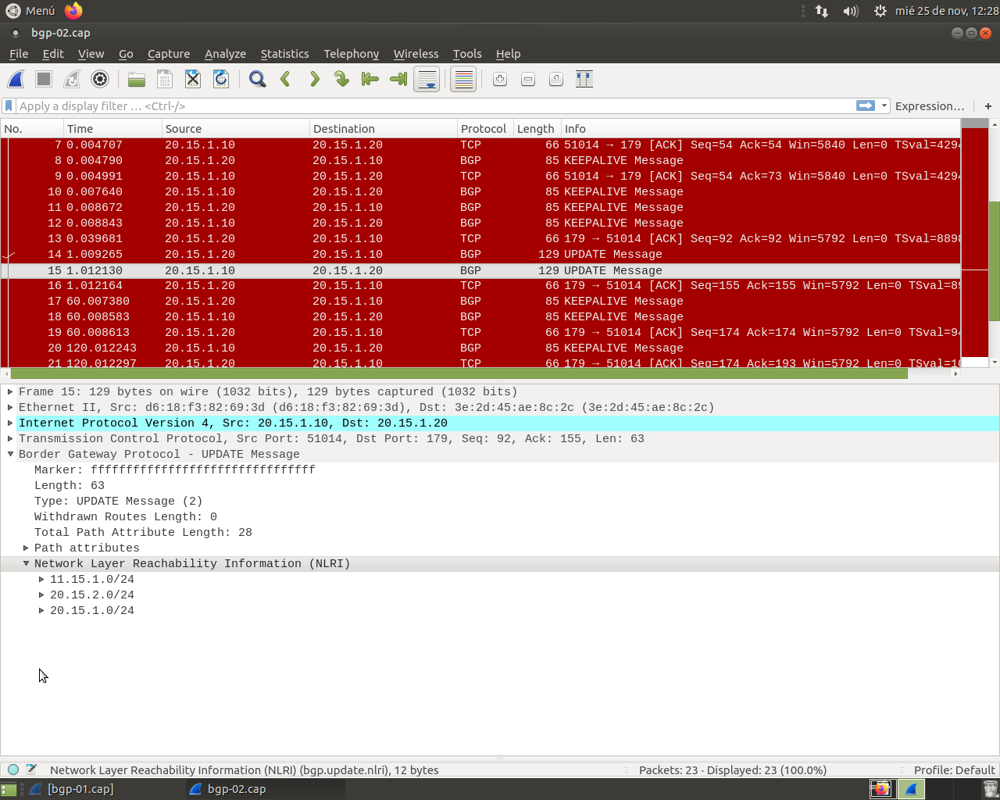 Menú
mié 25 de nov, 12:28
bgp-02.cap
File Edit View Go Capture Analyze Statistics Telephony Wireless Tools Help
Apply a display filter … <Ctrl-/>
Expression… +
No. Time Source Destination Protocol Length Info
7 0.004707 20.15.1.10 20.15.1.20 TCP 66 51014 → 179 [ACK] Seq=54 Ack=54 Win=5840 Len=0 TSval=4294
8 0.004790 20.15.1.20 20.15.1.10 BGP 85 KEEPALIVE Message
9 0.004991 20.15.1.10 20.15.1.20 TCP 66 51014 → 179 [ACK] Seq=54 Ack=73 Win=5840 Len=0 TSval=4294
10 0.007640 20.15.1.10 20.15.1.20 BGP 85 KEEPALIVE Message
11 0.008672 20.15.1.20 20.15.1.10 BGP 85 KEEPALIVE Message
12 0.008843 20.15.1.10 20.15.1.20 BGP 85 KEEPALIVE Message
13 0.039681 20.15.1.20 20.15.1.10 TCP 66 179 → 51014 [ACK] Seq=92 Ack=92 Win=5792 Len=0 TSval=8898
14 1.009265 20.15.1.20 20.15.1.10 BGP 129 UPDATE Message
15 1.012130 20.15.1.10 20.15.1.20 BGP 129 UPDATE Message
16 1.012164 20.15.1.20 20.15.1.10 TCP 66 179 → 51014 [ACK] Seq=155 Ack=155 Win=5792 Len=0 TSval=89
17 60.007380 20.15.1.20 20.15.1.10 BGP 85 KEEPALIVE Message
18 60.008583 20.15.1.10 20.15.1.20 BGP 85 KEEPALIVE Message
19 60.008613 20.15.1.20 20.15.1.10 TCP 66 179 → 51014 [ACK] Seq=174 Ack=174 Win=5792 Len=0 TSval=94
20 120.012243 20.15.1.10 20.15.1.20 BGP 85 KEEPALIVE Message
21 120.012297 20.15.1.20 20.15.1.10 TCP 66 179 → 51014 [ACK] Seq=174 Ack=193 Win=5792 Len=0 TSval=10
Frame 15: 129 bytes on wire (1032 bits), 129 bytes captured (1032 bits)
Ethernet II, Src: d6:18:f3:82:69:3d (d6:18:f3:82:69:3d), Dst: 3e:2d:45:ae:8c:2c (3e:2d:45:ae:8c:2c)
Internet Protocol Version 4, Src: 20.15.1.10, Dst: 20.15.1.20
Transmission Control Protocol, Src Port: 51014, Dst Port: 179, Seq: 92, Ack: 155, Len: 63
Border Gateway Protocol - UPDATE Message
Marker: ffffffffffffffffffffffffffffffff
Length: 63
Type: UPDATE Message (2)
Withdrawn Routes Length: 0
Total Path Attribute Length: 28
Path attributes
Network Layer Reachability Information (NLRI)
11.15.1.0/24
20.15.2.0/24
20.15.1.0/24
Network Layer Reachability Information (NLRI) (bgp.update.nlri), 12 bytes
Packets: 23 · Displayed: 23 (100.0%)
Profile: Default
[bgp-01.cap]
bgp-02.cap